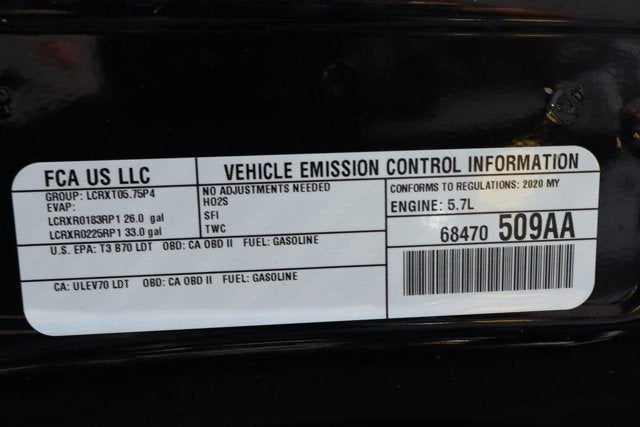 FCA US LLC
VEHICLE EMISSION CONTROL INFORMATION
GROUP: LCRXT05.75P4
EVAP:
LCRXR0183RP1 26.0 gal
LCRXR0225RP1 33.0 gal
NO ADJUSTMENTS NEEDED
HO2S
SFI
TWC
CONFORMS TO REGULATIONS: 2020 MY
ENGINE: 5.7L
68470 509AA
U.S. EPA: T3 B70 LDT OBD: CA OBD II FUEL: GASOLINE
CA: ULEV70 LDT OBD: CA OBD II FUEL: GASOLINE